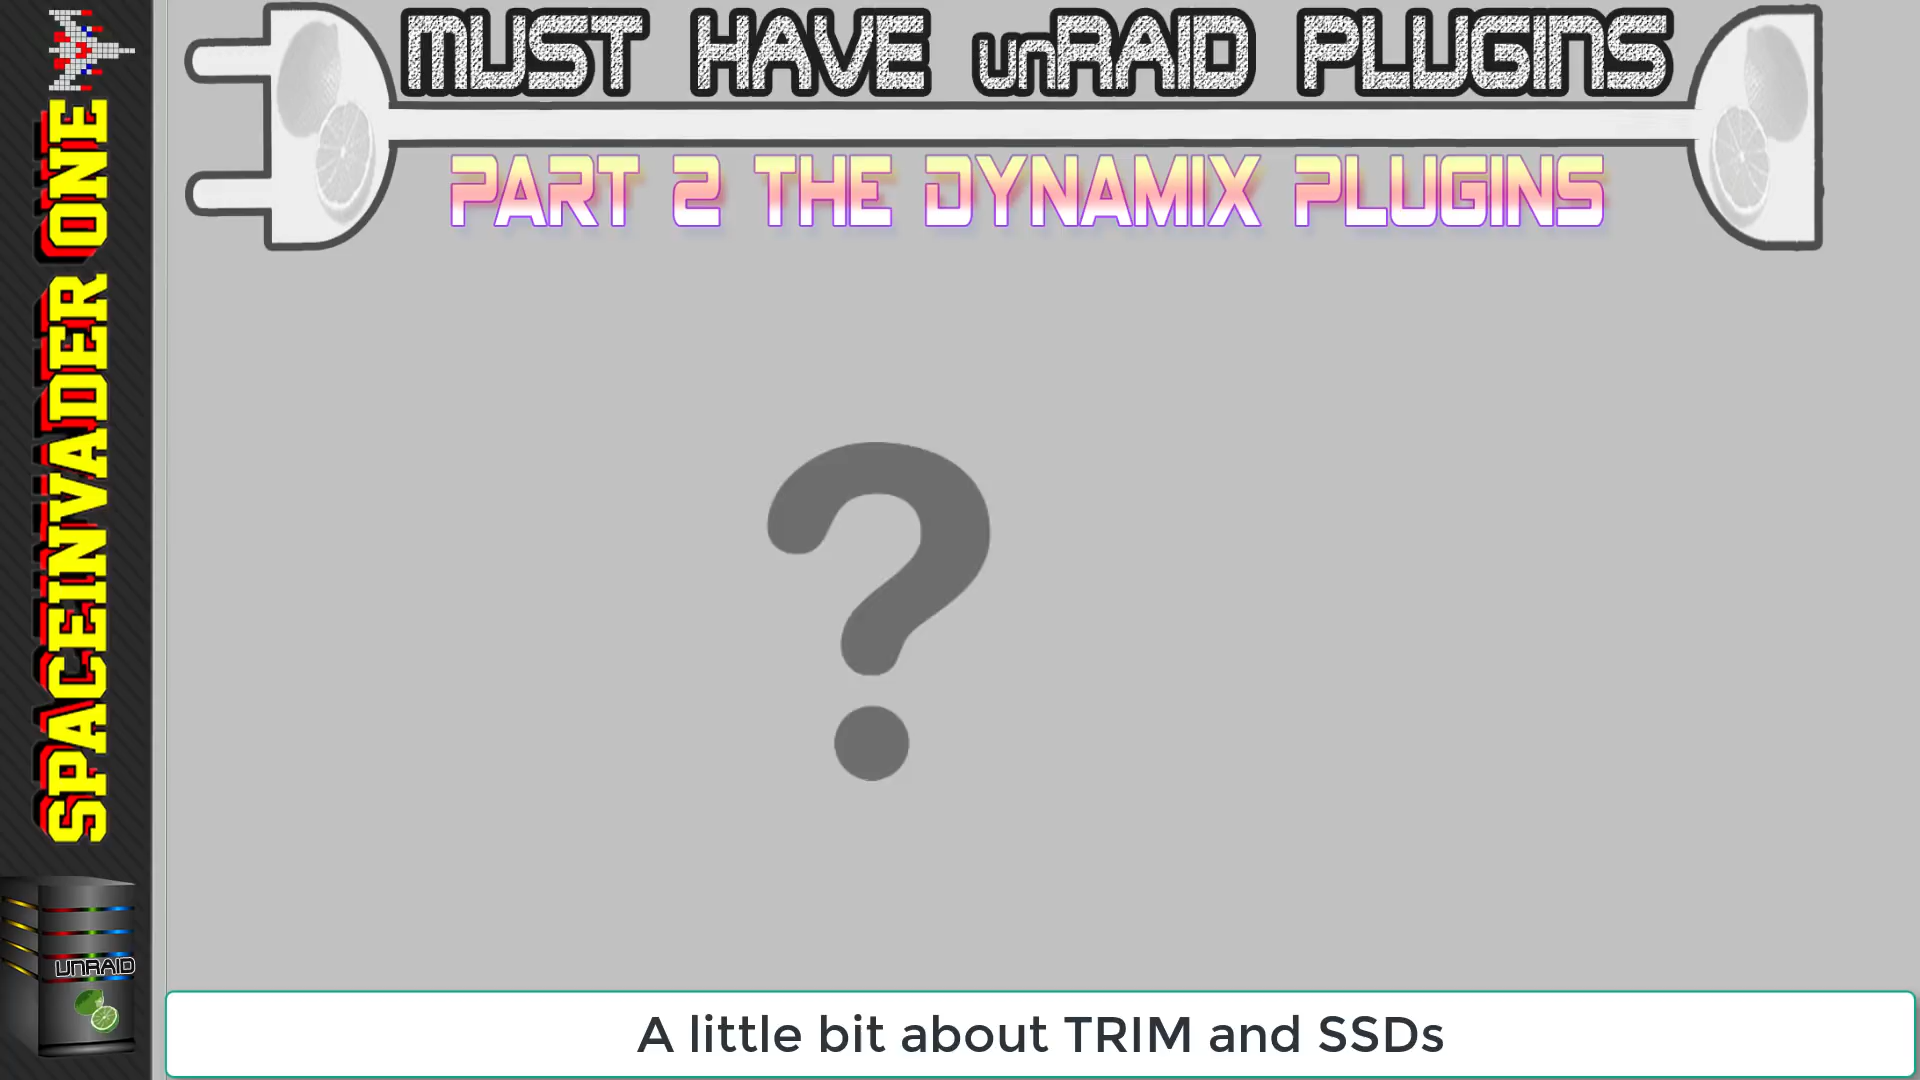 MUST HAVE unRAID PLUGINS
PART 2 THE DYNAMIX PLUGINS
SPACEINVADER ONE
?
UNRAID
A little bit about TRIM and SSDs